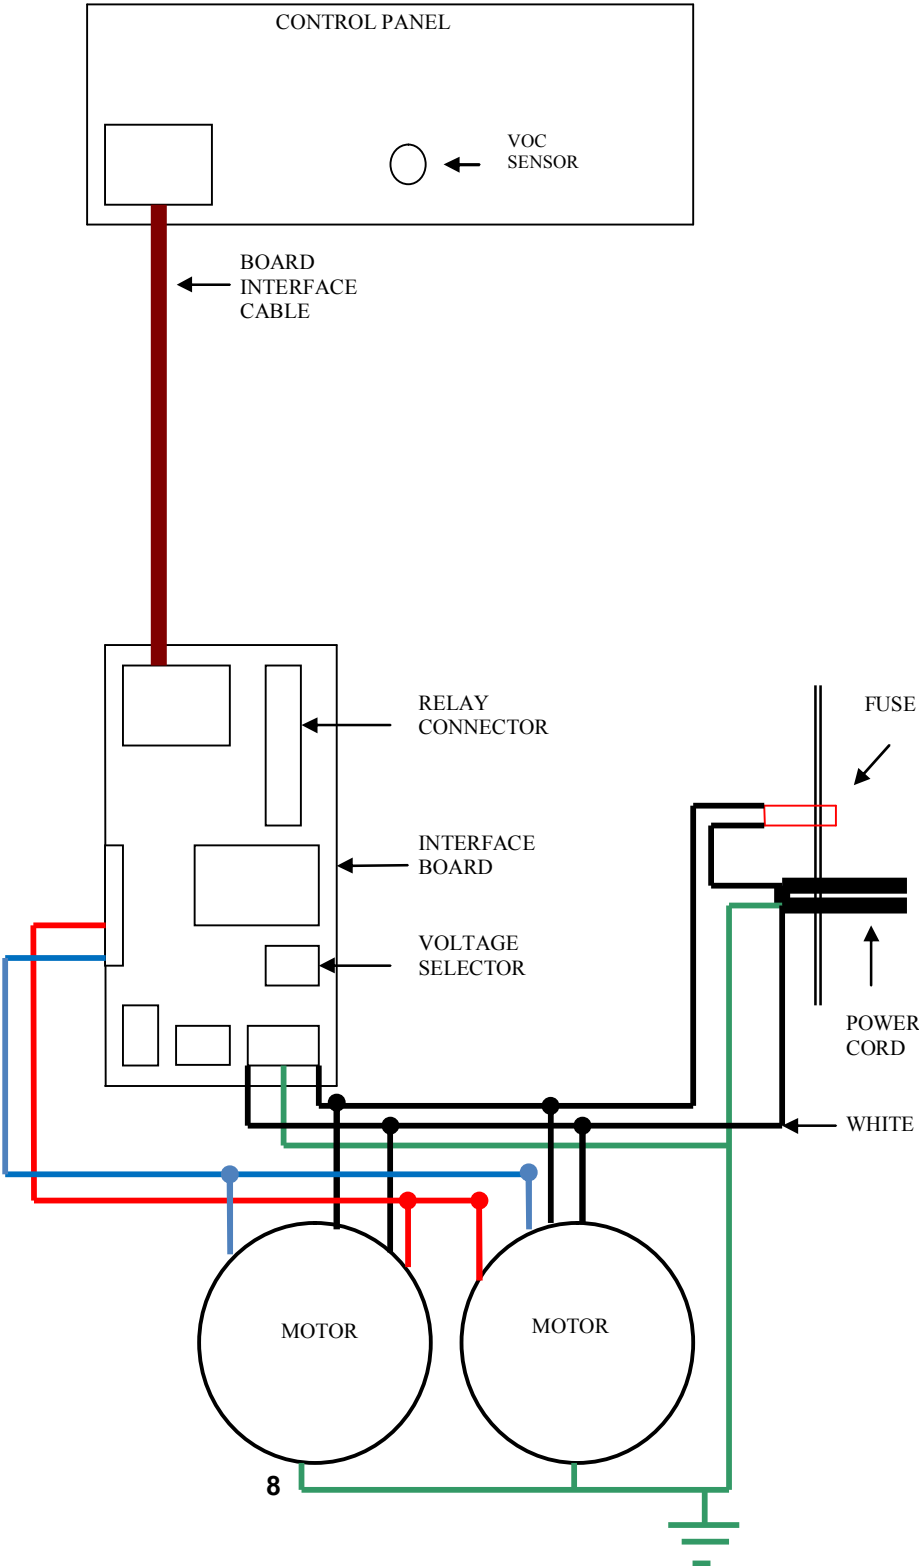 CONTROL PANEL
VOC
SENSOR
BOARD
INTERFACE
CABLE
RELAY
CONNECTOR
FUSE
INTERFACE
BOARD
VOLTAGE
SELECTOR
POWER
CORD
WHITE
MOTOR
MOTOR
8